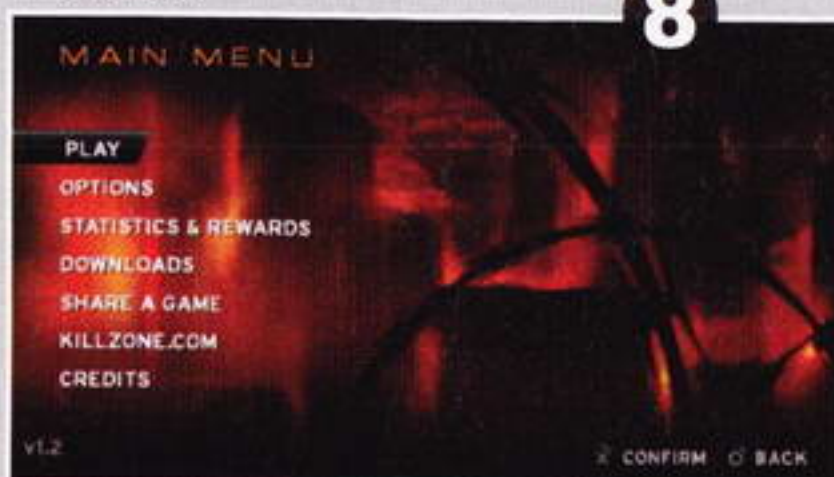 8
MAIN MENU
PLAY
OPTIONS
STATISTICS & REWARDS
DOWNLOADS
SHARE A GAME
KILLZONE.COM
CREDITS
v1.2
X CONFIRM O BACK